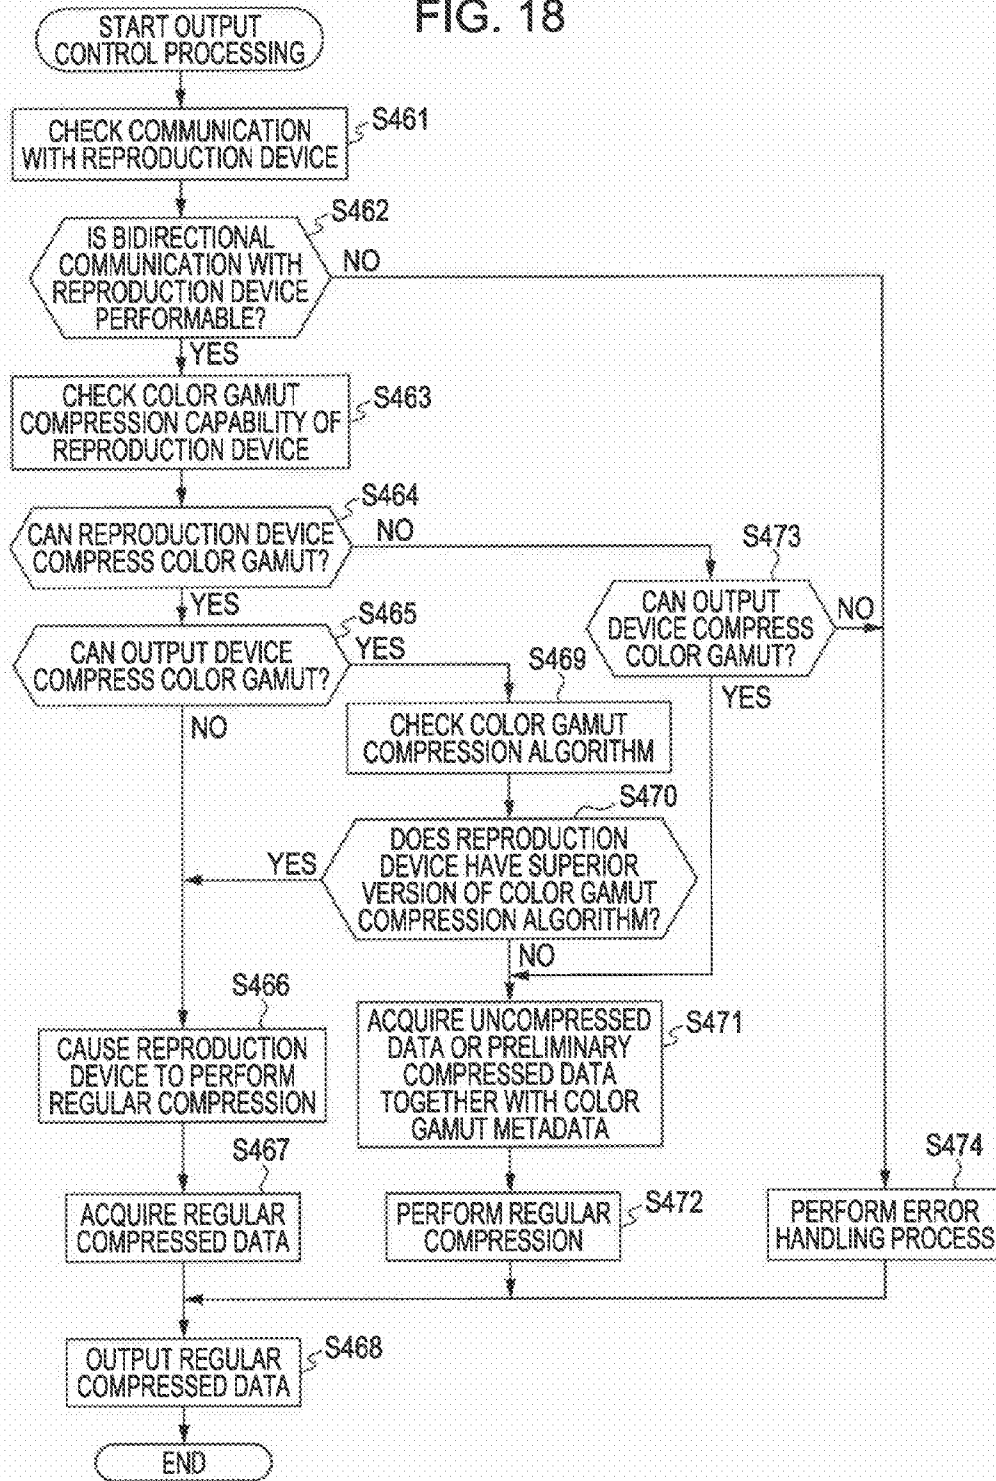 FIG. 18
START OUTPUT
CONTROL PROCESSING
S461
CHECK COMMUNICATION
WITH REPRODUCTION DEVICE
S462
IS BIDIRECTIONAL
COMMUNICATION WITH
REPRODUCTION DEVICE
PERFORMABLE?
NO
YES
CHECK COLOR GAMUT
COMPRESSION CAPABILITY OF
REPRODUCTION DEVICE
S463
S464
CAN REPRODUCTION DEVICE
COMPRESS COLOR GAMUT?
NO
YES
S473
CAN OUTPUT
DEVICE COMPRESS
COLOR GAMUT?
NO
YES
S465
CAN OUTPUT DEVICE
COMPRESS COLOR GAMUT?
YES
NO
S469
CHECK COLOR GAMUT
COMPRESSION ALGORITHM
S470
DOES REPRODUCTION
DEVICE HAVE SUPERIOR
VERSION OF COLOR GAMUT
COMPRESSION ALGORITHM?
YES
NO
S466
CAUSE REPRODUCTION
DEVICE TO PERFORM
REGULAR COMPRESSION
S471
ACQUIRE UNCOMPRESSED
DATA OR PRELIMINARY
COMPRESSED DATA
TOGETHER WITH COLOR
GAMUT METADATA
S467
ACQUIRE REGULAR
COMPRESSED DATA
S472
PERFORM REGULAR
COMPRESSION
S474
PERFORM ERROR
HANDLING PROCESS
S468
OUTPUT REGULAR
COMPRESSED DATA
END